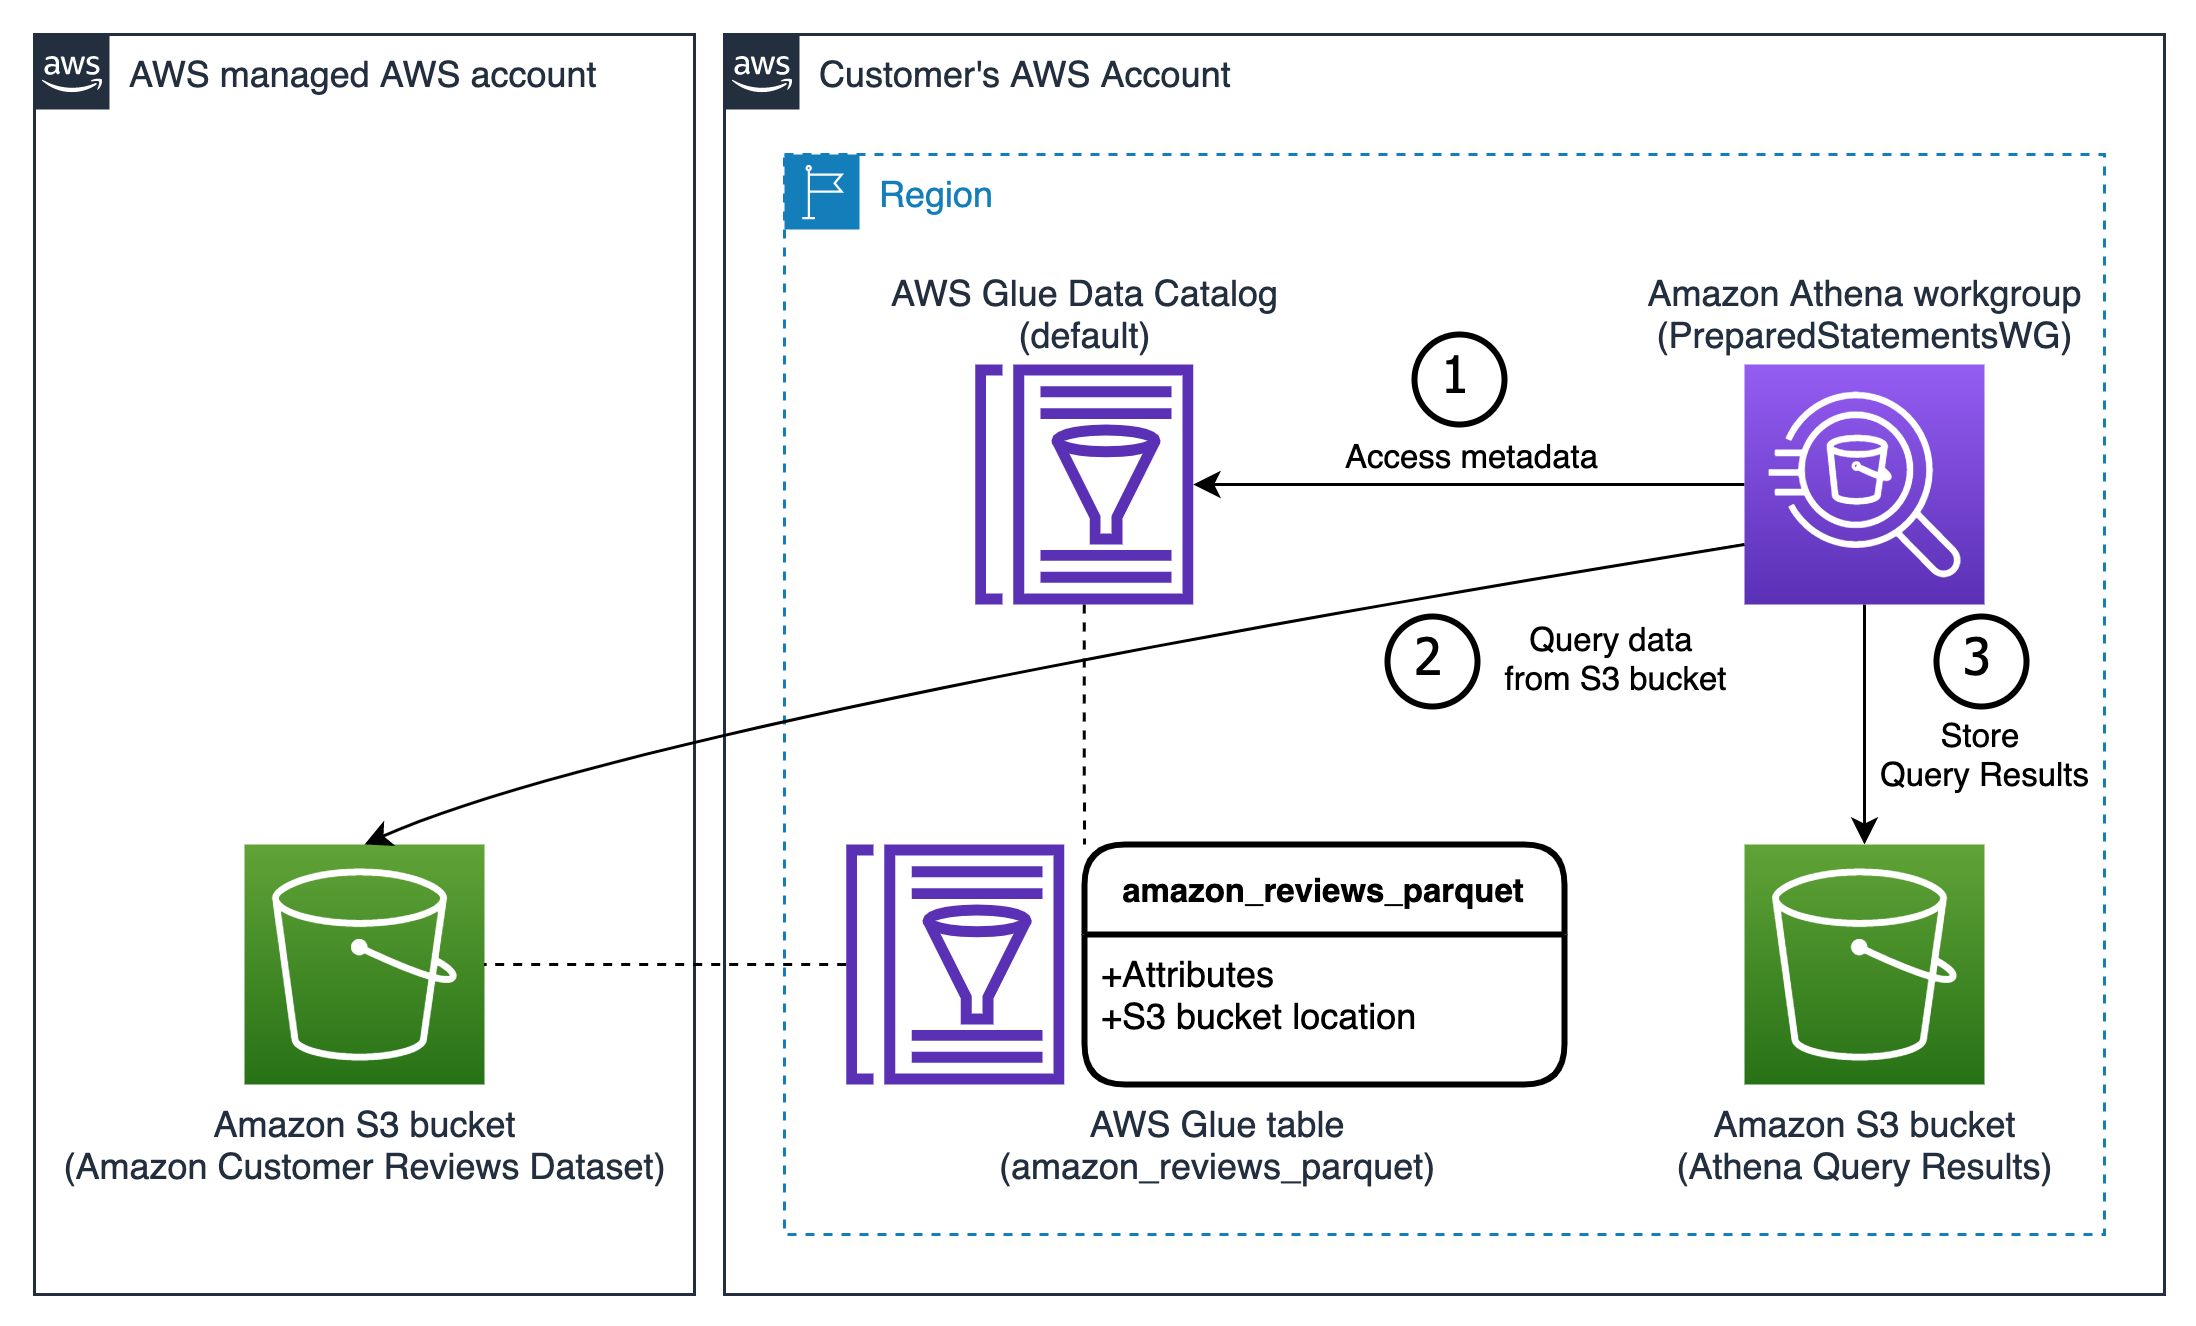 aws
AWS managed AWS account
aws
Customer's AWS Account
Region
AWS Glue Data Catalog
(default)
Amazon Athena workgroup
(PreparedStatementsWG)
1
Access metadata
2
Query data
from S3 bucket
3
Store
Query Results
amazon_reviews_parquet
+Attributes
+S3 bucket location
Amazon S3 bucket
(Amazon Customer Reviews Dataset)
AWS Glue table
(amazon_reviews_parquet)
Amazon S3 bucket
(Athena Query Results)